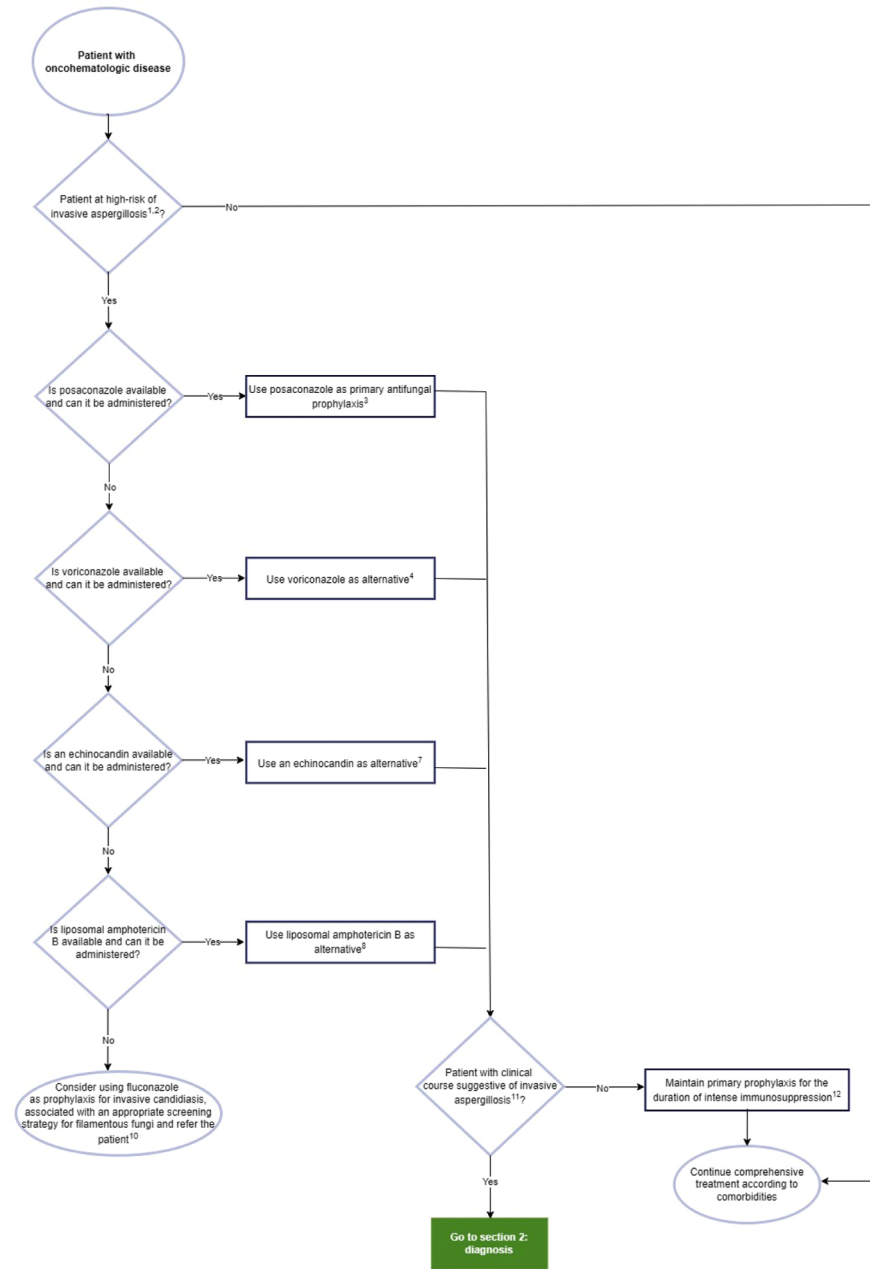 Patient with
oncohematologic disease
Patient at high-risk of
invasive aspergillosis1,2?
No
Yes
Is posaconazole available
and can it be administered?
Yes
Use posaconazole as primary antifungal
prophylaxis3
No
Is voriconazole available
and can it be administered?
Yes
Use voriconazole as alternative4
No
Is an echinocandin available
and can it be administered?
Yes
Use an echinocandin as alternative7
No
Is liposomal amphotericin
B available and can it be
administered?
Yes
Use liposomal amphotericin B as
alternative8
No
Consider using fluconazole
as prophylaxis for invasive candidiasis,
associated with an appropriate screening
strategy for filamentous fungi and refer the
patient10
Patient with clinical
course suggestive of invasive
aspergillosis11?
No
Maintain primary prophylaxis for the
duration of intense immunosuppression12
Continue comprehensive
treatment according to
comorbidities
Yes
Go to section 2:
diagnosis